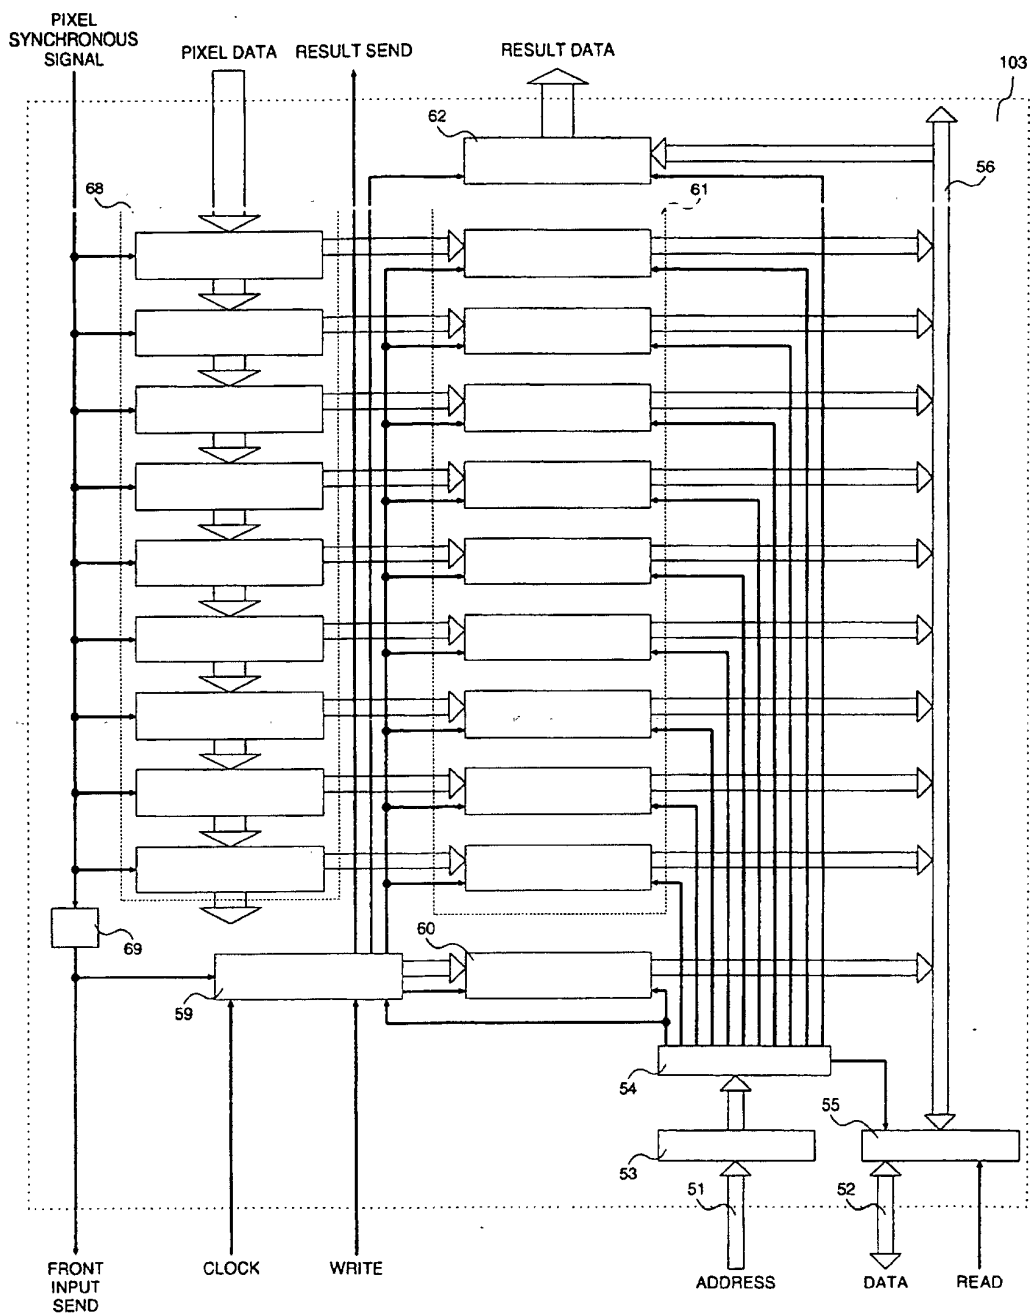 PIXEL
SYNCHRONOUS
SIGNAL
PIXEL DATA
RESULT SEND
RESULT DATA
103
62
56
68
61
69
60
59
54
55
53
51
52
FRONT
INPUT
SEND
CLOCK
WRITE
ADDRESS
DATA
READ